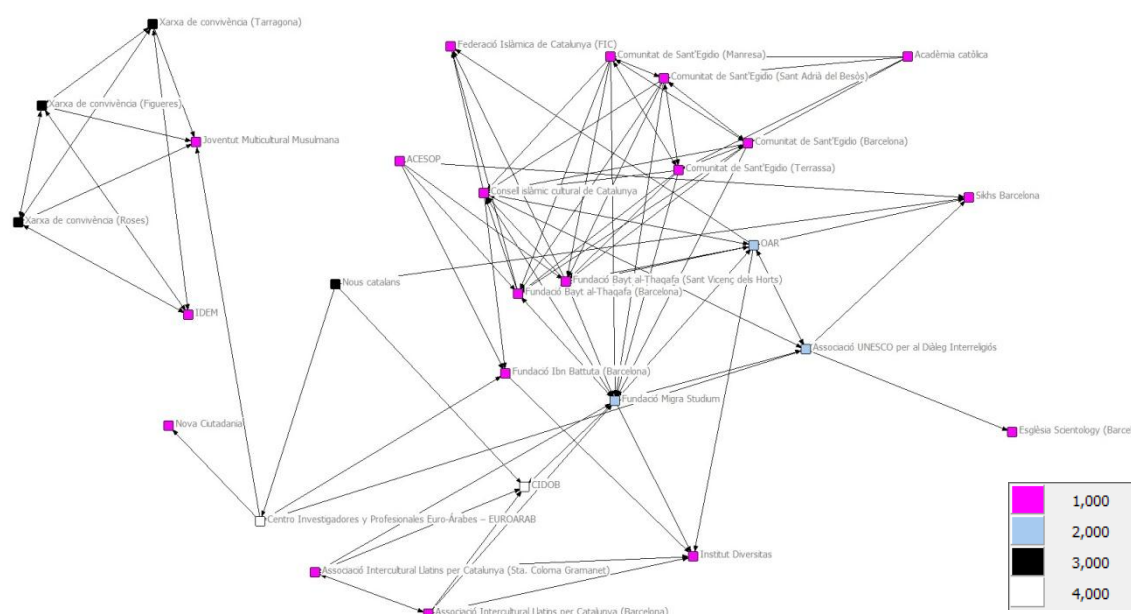 Xarxa de convivència (Tarragona)
Federació Islàmica de Catalunya (FIC)
Comunitat de Sant'Egidio (Manresa)
Acadèmia catòlica
Comunitat de Sant'Egidio (Sant Adrià del Besòs)
Xarxa de convivència (Figueres)
Joventut Multicultural Musulmana
Comunitat de Sant'Egidio (Barcelona)
ACESOP
Comunitat de Sant'Egidio (Terrassa)
Consell islàmic cultural de Catalunya
Sikhs Barcelona
Xarxa de convivència (Roses)
OAR
Nous catalans
Fundació Bayt al-Thaqafa (Sant Vicenç dels Horts)
Fundació Bayt al-Thaqafa (Barcelona)
IDEM
Associació UNESCO per al Diàleg Interreligiós
Fundació Ibn Battuta (Barcelona)
Fundació Migra Studium
Nova Ciutadania
Església Scientology (Barcel
CIDOB
Centro Investigadores y Profesionales Euro-Árabes – EUROARAB
Institut Diversitas
Associació Intercultural Llatins per Catalunya (Sta. Coloma Gramanet)
Associació Intercultural Llatins per Catalunya (Barcelona)
1,000
2,000
3,000
4,000